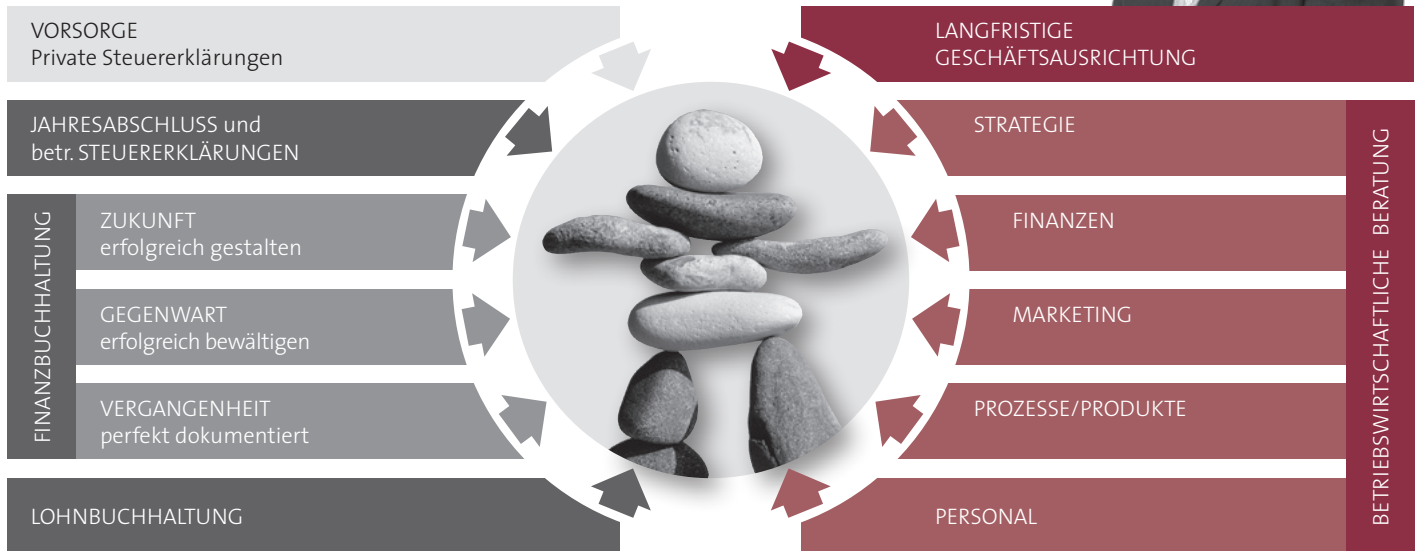 VORSORGE
Private Steuererklärungen
JAHRESABSCHLUSS und
betr. STEUERERKLÄRUNGEN
FINANZBUCHHALTUNG
ZUKUNFT
erfolgreich gestalten
GEGENWART
erfolgreich bewältigen
VERGANGENHEIT
perfekt dokumentiert
LOHNBUCHHALTUNG
LANGFRISTIGE
GESCHÄFTSAUSRICHTUNG
STRATEGIE
FINANZEN
MARKETING
PROZESSE/PRODUKTE
PERSONAL
BETRIEBSWIRTSCHAFTLICHE BERATUNG